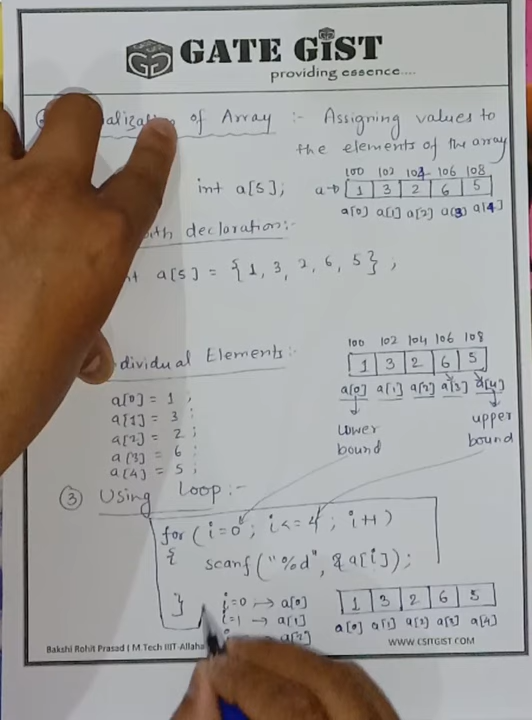 GATE GIST
providing essence....
of Array :- Assigning values to
the elements of the array
100 102 104 106 108
int a[5]; a→ 1 3 2 6 5
a[0] a[1] a[2] a[3] a[4]
with declaration:-
a[5] = {1, 3, 2, 6, 5} ;
dividual Elements:-
100 102 104 106 108
1 3 2 6 5
a[0] a[1] a[2] a[3] a[4]
a[0] = 1 ;
a[1] = 3 ;
a[2] = 2 ;
a[3] = 6 ;
a[4] = 5 ;
Lower bound
upper bound
③ Using Loop :-
for (i=0 ; i<=4 ; i++)
{ scanf("%d", &a[i]);
}
i=0 → a[0]
i=1 → a[1]
a[2]
1 3 2 6 5
a[0] a[1] a[2] a[3] a[4]
Bakshi Rohit Prasad | M.Tech IIIT-Allaha
WWW.CSITGIST.COM